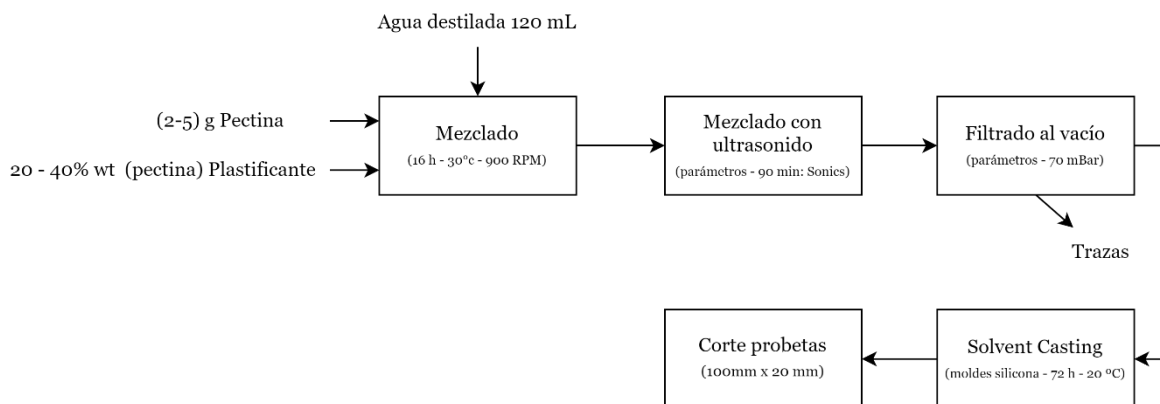 Agua destilada 120 mL
(2-5) g Pectina
20 - 40% wt (pectina) Plastificante
Mezclado
(16 h - 30°c - 900 RPM)
Mezclado con
ultrasonido
(parámetros - 90 min: Sonics)
Filtrado al vacío
(parámetros - 70 mBar)
Trazas
Corte probetas
(100mm x 20 mm)
Solvent Casting
(moldes silicona - 72 h - 20 ºC)